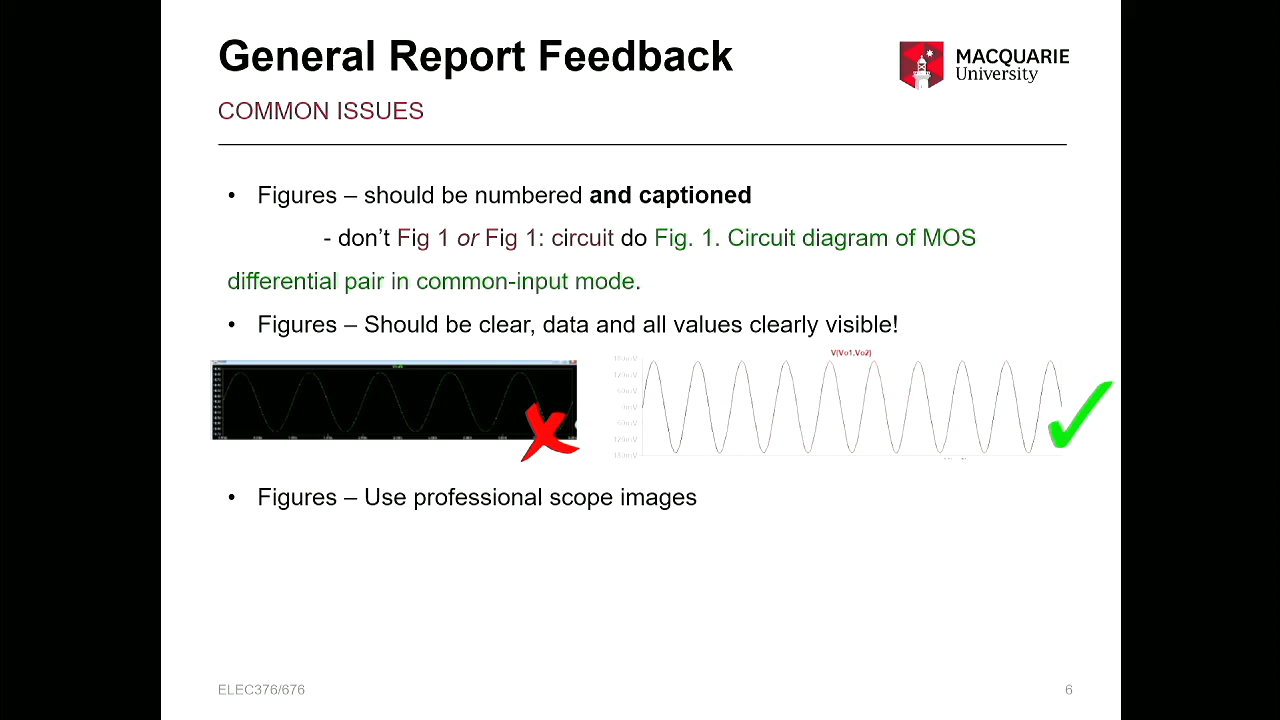 General Report Feedback
MACQUARIE
University
COMMON ISSUES
• Figures – should be numbered and captioned
- don’t Fig 1 or Fig 1: circuit do Fig. 1. Circuit diagram of MOS
differential pair in common-input mode.
• Figures – Should be clear, data and all values clearly visible!
V(Vo1,Vo2)
• Figures – Use professional scope images
ELEC376/676
6